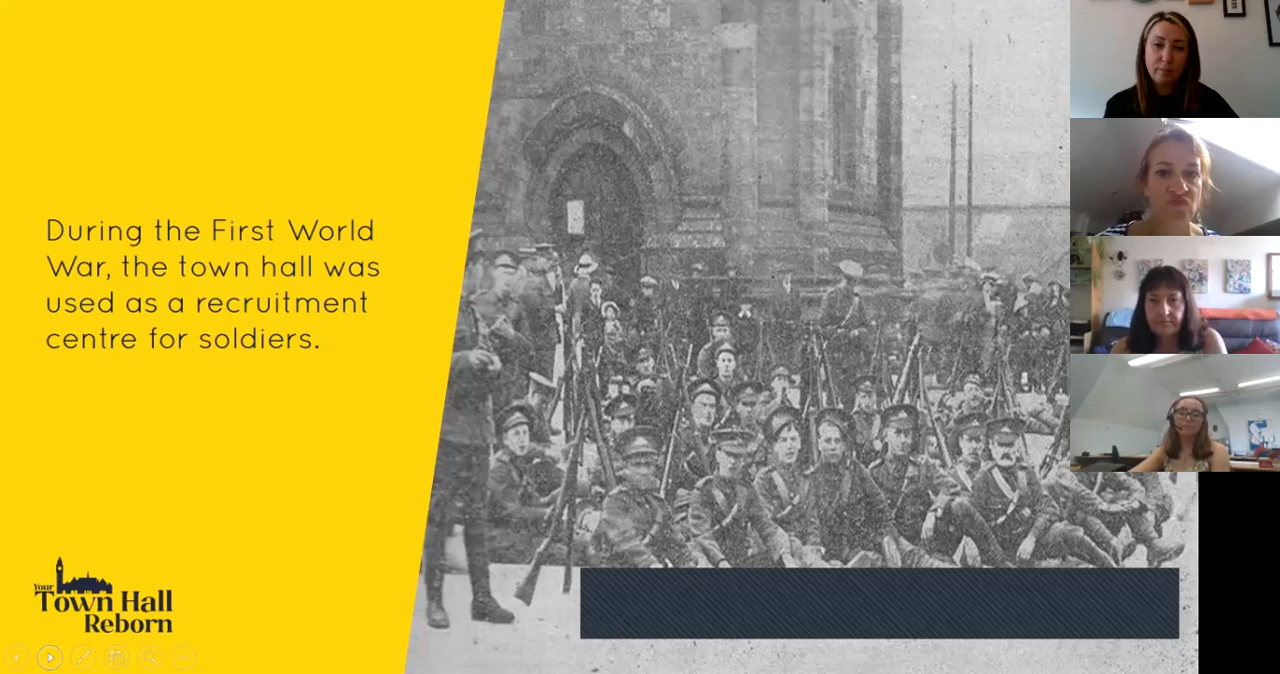 During the First World
War, the town hall was
used as a recruitment
centre for soldiers.
Your
Town Hall
Reborn